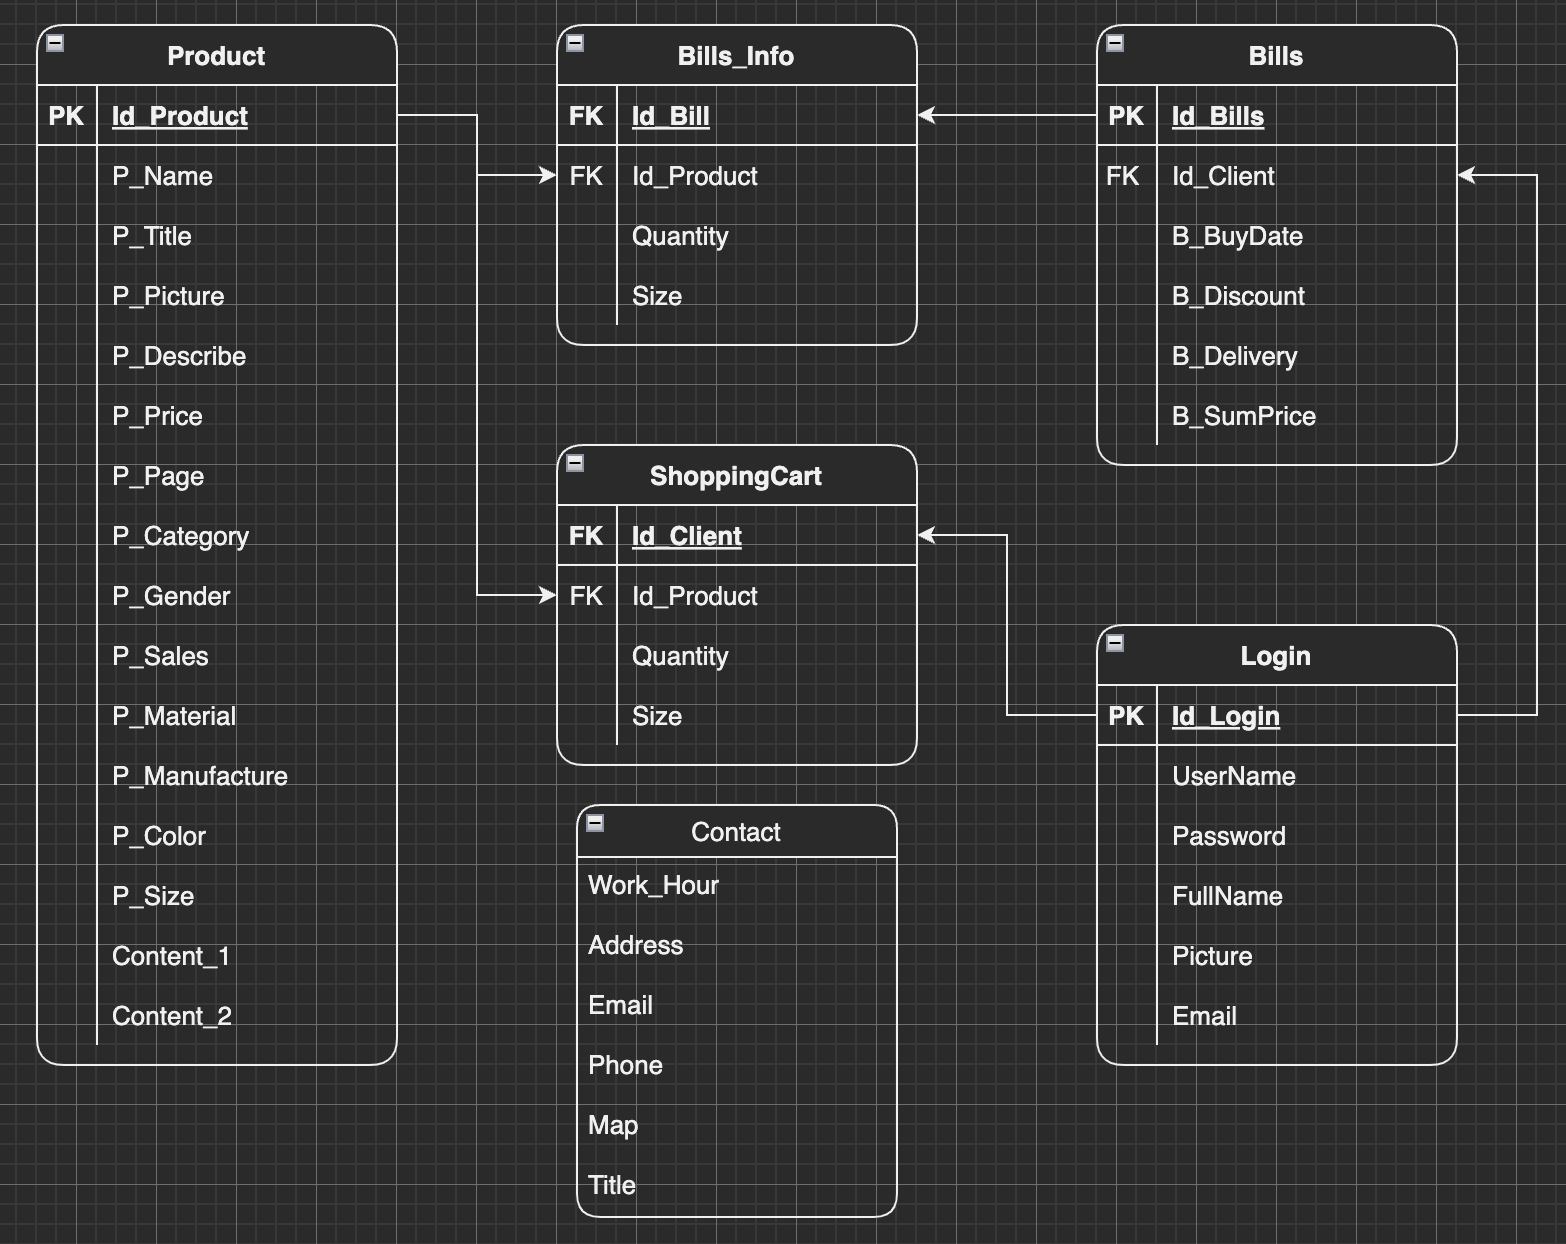 Product
PK Id_Product
P_Name
P_Title
P_Picture
P_Describe
P_Price
P_Page
P_Category
P_Gender
P_Sales
P_Material
P_Manufacture
P_Color
P_Size
Content_1
Content_2
Bills_Info
FK Id_Bill
FK Id_Product
Quantity
Size
Bills
PK Id_Bills
FK Id_Client
B_BuyDate
B_Discount
B_Delivery
B_SumPrice
ShoppingCart
FK Id_Client
FK Id_Product
Quantity
Size
Login
PK Id_Login
UserName
Password
FullName
Picture
Email
Contact
Work_Hour
Address
Email
Phone
Map
Title